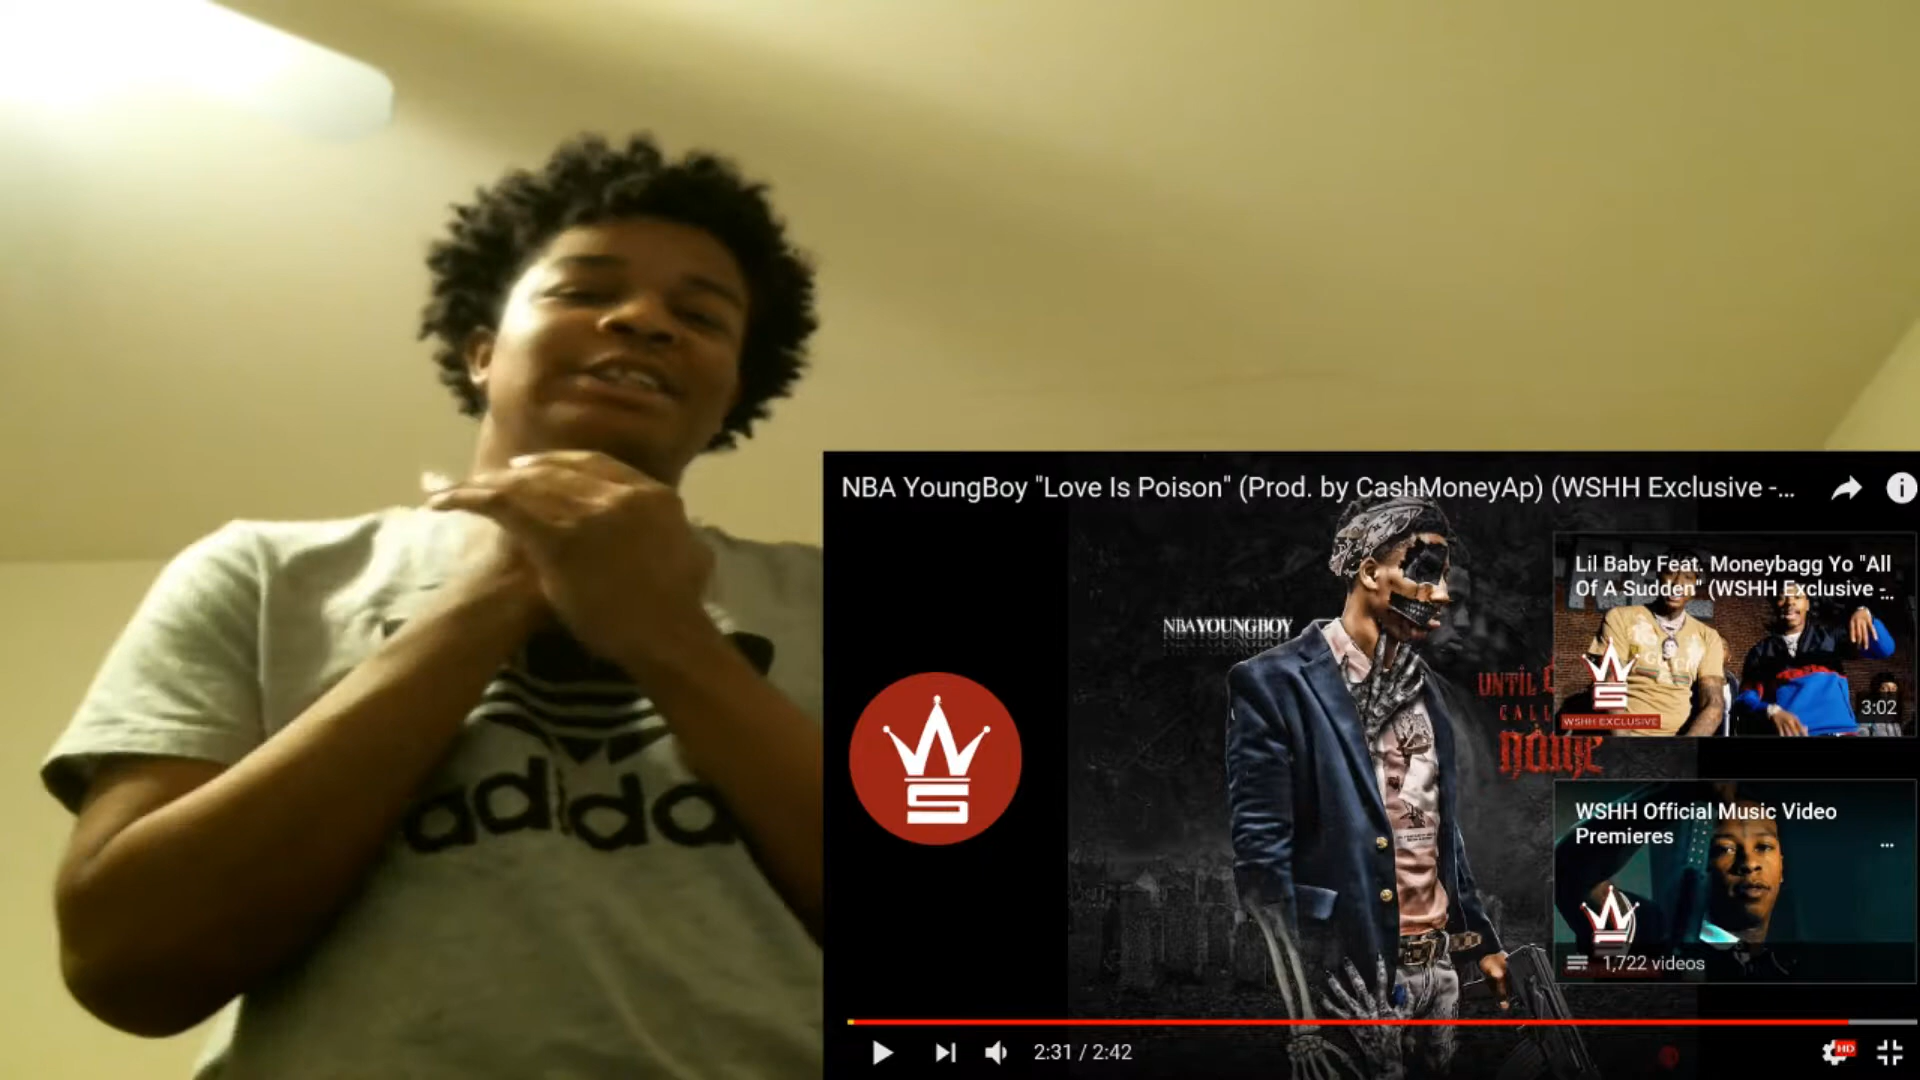 NBA YoungBoy "Love Is Poison" (Prod. by CashMoneyAp) (WSHH Exclusive -...
Lil Baby Feat. Moneybagg Yo "All
Of A Sudden" (WSHH Exclusive -...
NBAYOUNGBOY
UNTIL
CALL
NAME
WSHH EXCLUSIVE
3:02
adidas
WSHH Official Music Video
Premieres
1,722 videos
2:31 / 2:42
HD